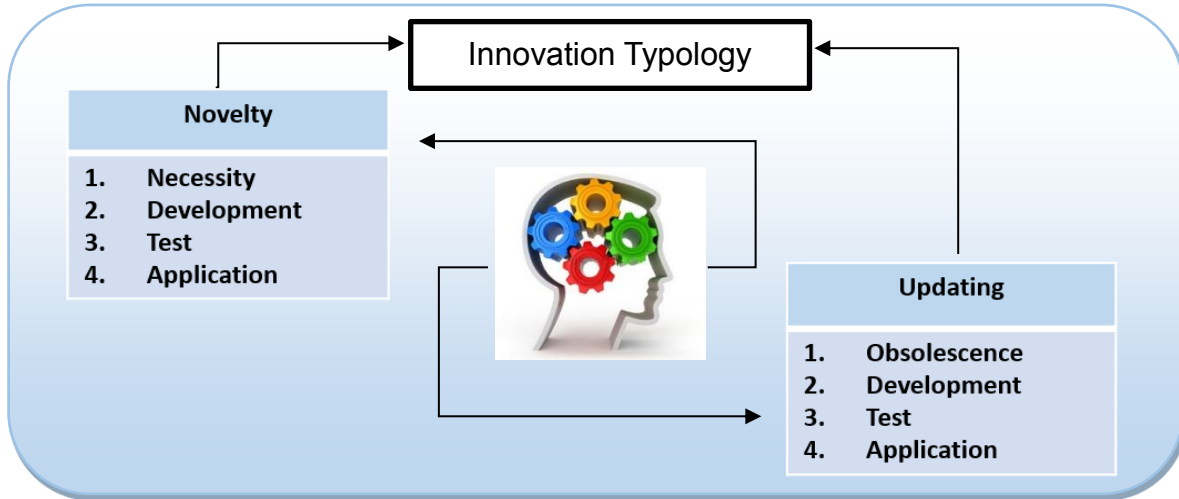 Innovation Typology
Novelty
1. Necessity
2. Development
3. Test
4. Application
Updating
1. Obsolescence
2. Development
3. Test
4. Application